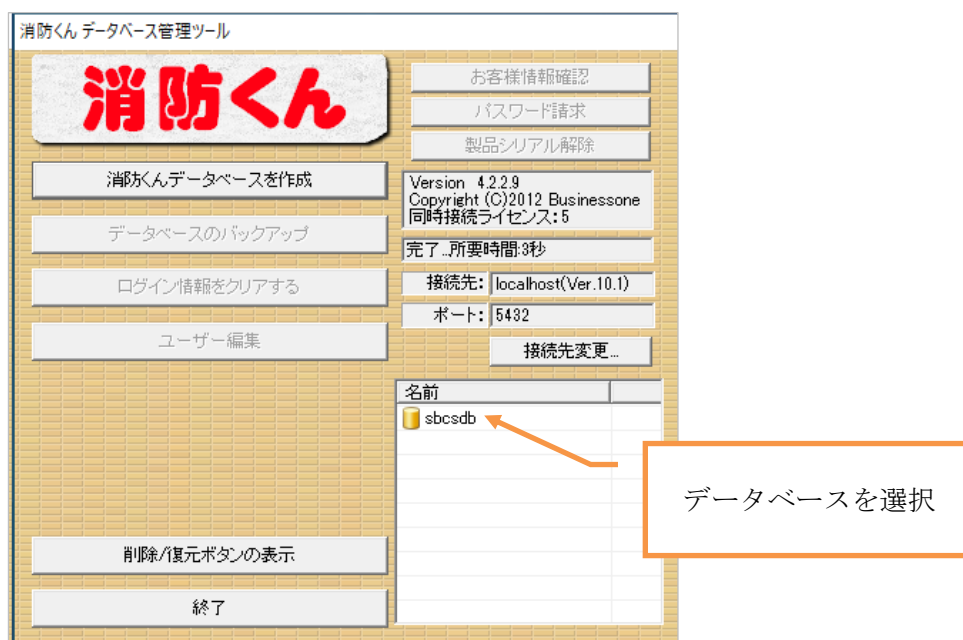 消防くん データベース管理ツール
消防くん
お客様情報確認
パスワード請求
製品シリアル解除
消防くんデータベースを作成
データベースのバックアップ
ログイン情報をクリアする
ユーザー編集
Version 4.2.2.9
Copyright (C)2012 Businessone
同時接続ライセンス:5
完了...所要時間:3秒
接続先: localhost(Ver.10.1)
ポート: 5432
接続先変更...
名前
sbcsdb
データベースを選択
削除/復元ボタンの表示
終了